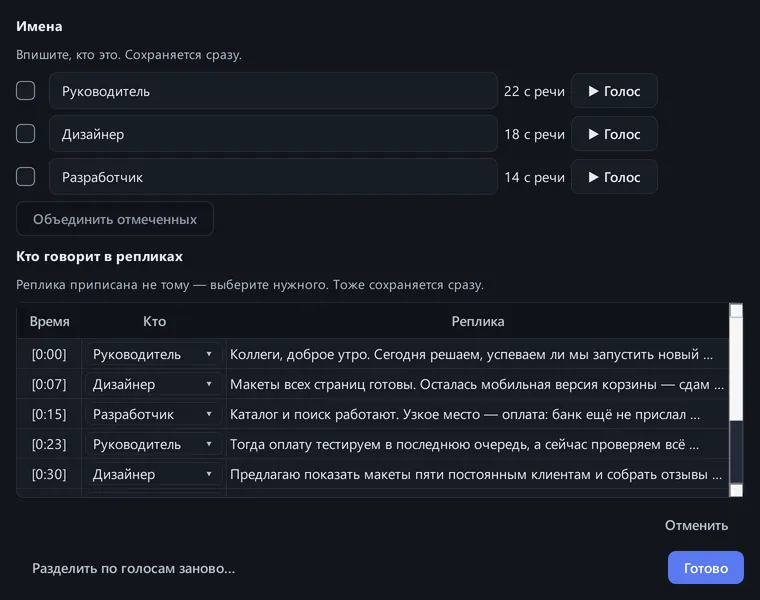 Имена
Впишите, кто это. Сохраняется сразу.
Руководитель 22 с речи ▶ Голос
Дизайнер 18 с речи ▶ Голос
Разработчик 14 с речи ▶ Голос
Объединить отмеченных
Кто говорит в репликах
Реплика приписана не тому — выберите нужного. Тоже сохраняется сразу.
Время Кто Реплика
[0:00] Руководитель Коллеги, доброе утро. Сегодня решаем, успеваем ли мы запустить новый ...
[0:07] Дизайнер Макеты всех страниц готовы. Осталась мобильная версия корзины — сдам ...
[0:15] Разработчик Каталог и поиск работают. Узкое место — оплата: банк ещё не прислал ...
[0:23] Руководитель Тогда оплату тестируем в последнюю очередь, а сейчас проверяем всё ...
[0:30] Дизайнер Предлагаю показать макеты пяти постоянным клиентам и собрать отзывы ...
Отменить
Разделить по голосам заново...
Готово